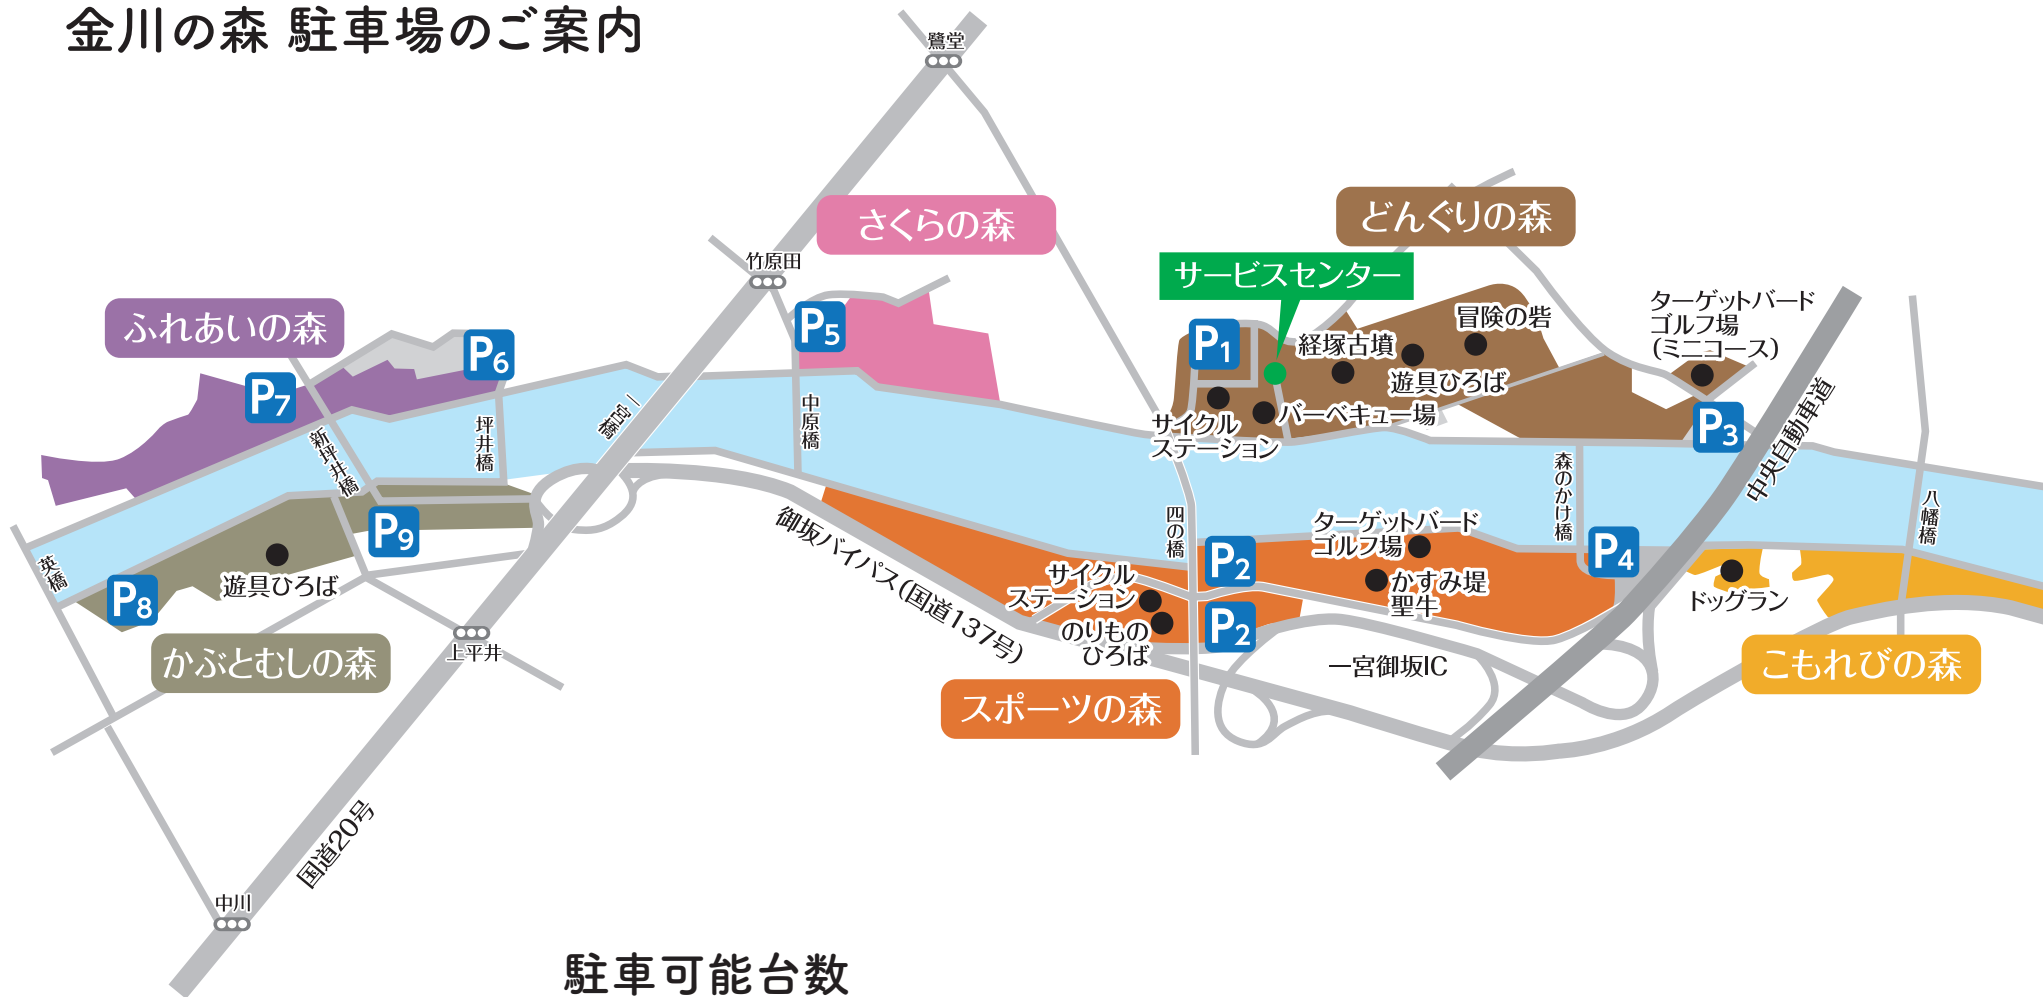 金川の森 駐車場のご案内
鷺堂
さくらの森
どんぐりの森
竹原田
サービスセンター
ふれあいの森
P5
P1
冒険の砦
ターゲットバード
ゴルフ場
(ミニコース)
P6
経塚古墳
遊具ひろば
P7
一宮橋
中原橋
サイクル
ステーション
バーベキュー場
P3
中央自動車道
新坪井橋
坪井橋
森のかけ橋
八幡橋
P9
御坂バイパス(国道137号)
四の橋
ターゲットバード
ゴルフ場
P4
英橋
遊具ひろば
P8
サイクル
ステーション
P2
かすみ堤
聖牛
ドッグラン
のりもの
ひろば
P2
かぶとむしの森
上平井
一宮御坂IC
こもれびの森
スポーツの森
国道20号
中川
駐車可能台数